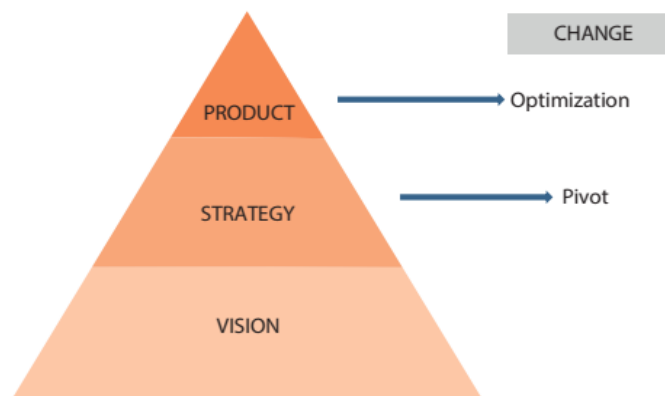 CHANGE
PRODUCT
Optimization
STRATEGY
Pivot
VISION